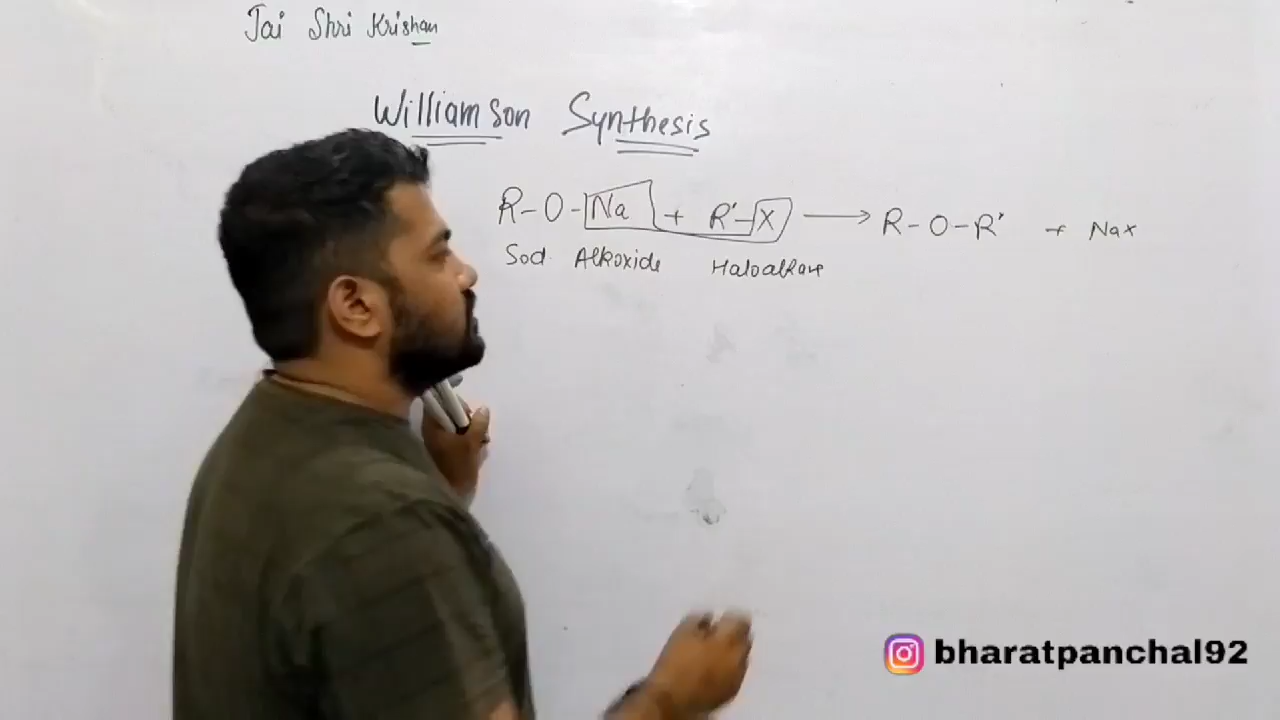 Jai Shri Krishan
Williamson Synthesis
R-O-Na + R'-X ⟶ R-O-R' + NaX
Sod. Alkoxide Haloalkane
bharatpanchal92